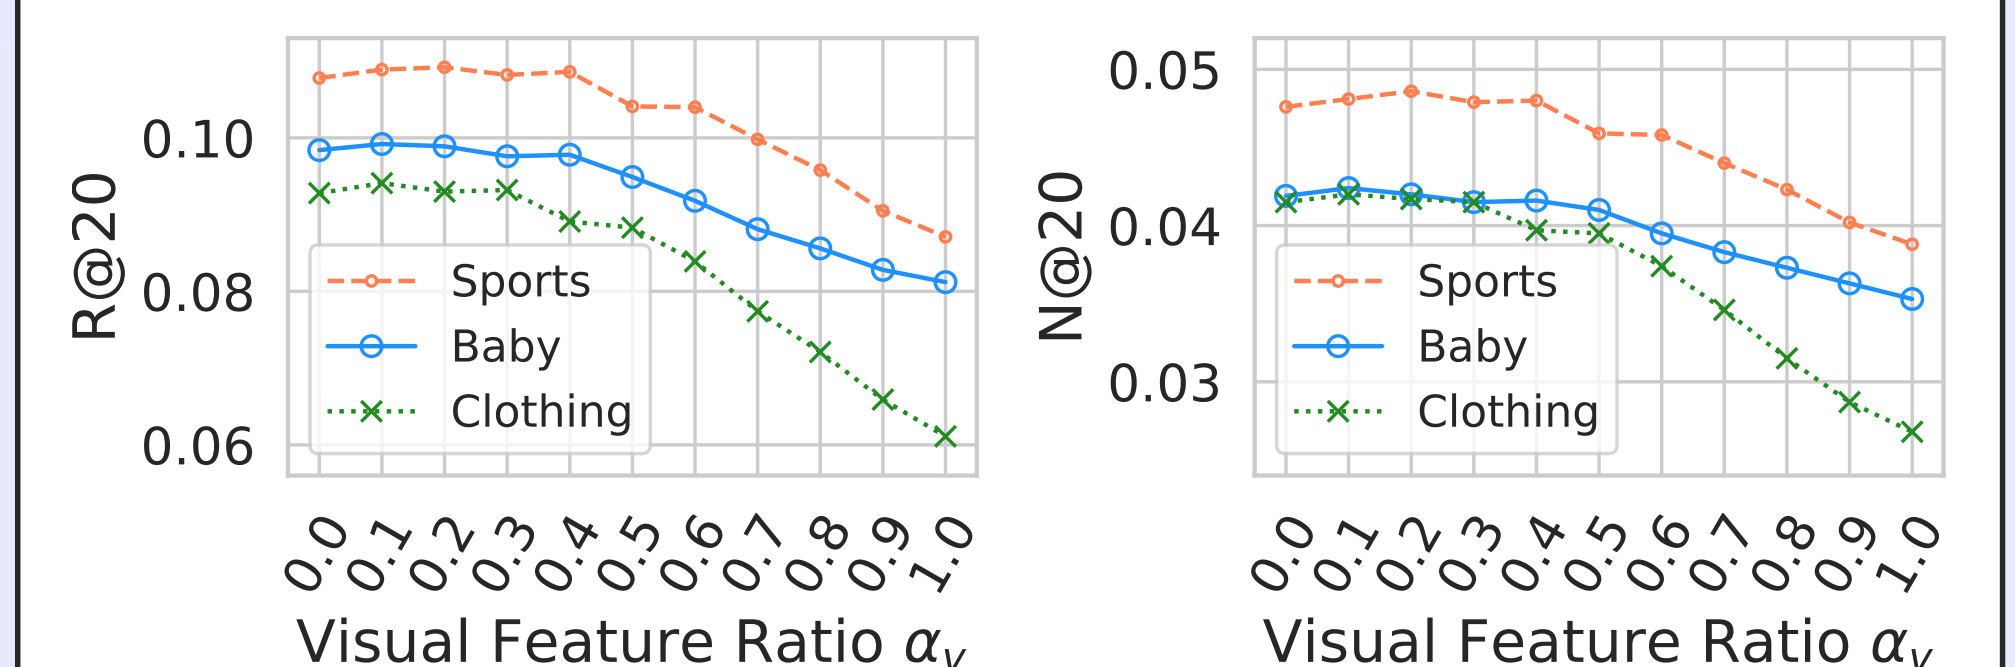 R@20
0.10
0.08
0.06
Sports
Baby
Clothing
0.0 0.1 0.2 0.3 0.4 0.5 0.6 0.7 0.8 0.9 1.0
Visual Feature Ratio αv
N@20
0.05
0.04
0.03
Sports
Baby
Clothing
0.0 0.1 0.2 0.3 0.4 0.5 0.6 0.7 0.8 0.9 1.0
Visual Feature Ratio αv